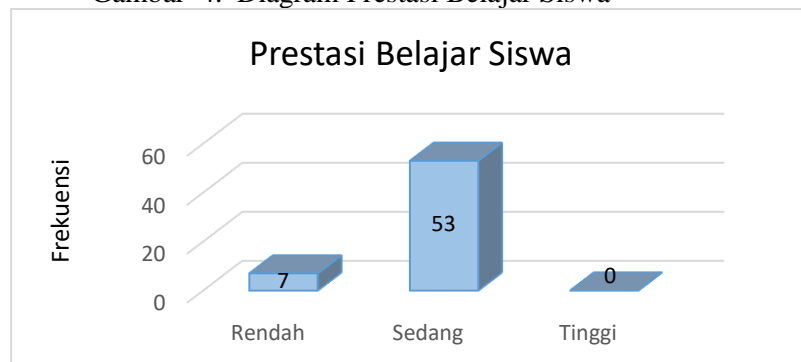 Gambar 4. Diagram Prestasi Belajar Siswa
Prestasi Belajar Siswa
Frekuensi
60
40
20
0
7
53
0
Rendah Sedang Tinggi